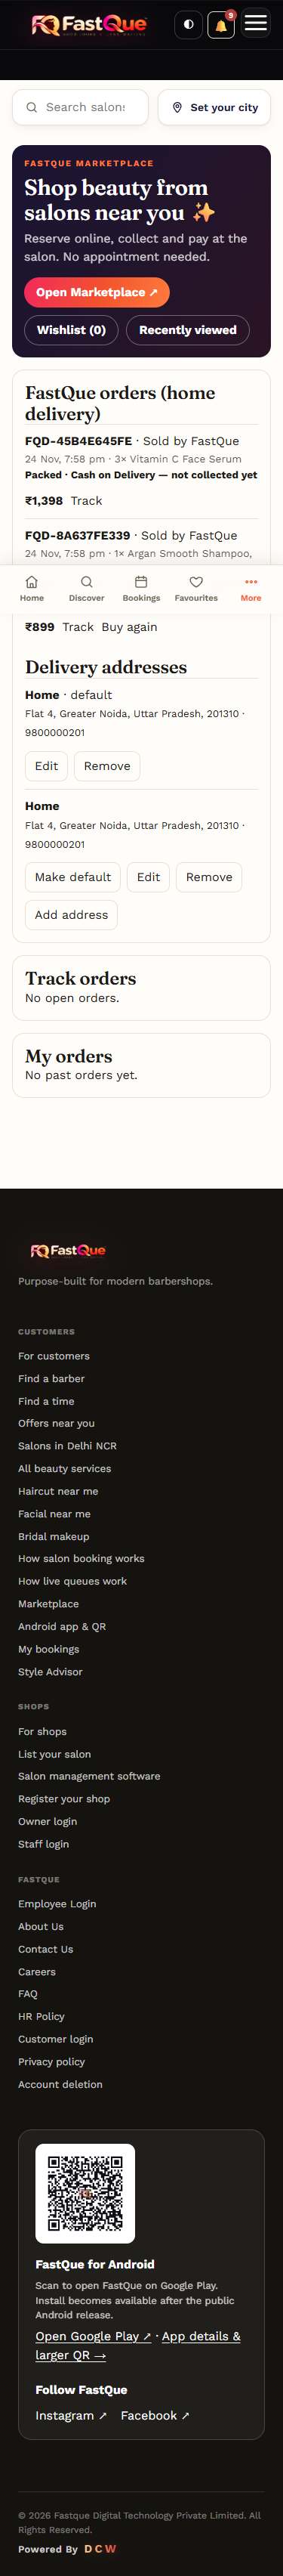 FastQue
9
Search salons
Set your city
FASTQUE MARKETPLACE
Shop beauty from
salons near you ✨
Reserve online, collect and pay at the
salon. No appointment needed.
Open Marketplace ↗
Wishlist (0)
Recently viewed
FastQue orders (home
delivery)
FQD-45B4E645FE · Sold by FastQue
24 Nov, 7:58 pm · 3× Vitamin C Face Serum
Packed · Cash on Delivery — not collected yet
₹1,398 Track
FQD-8A637FE339 · Sold by FastQue
24 Nov, 7:58 pm · 1× Argan Smooth Shampoo,
Home
Discover
Bookings
Favourites
More
₹899 Track Buy again
Delivery addresses
Home · default
Flat 4, Greater Noida, Uttar Pradesh, 201310 ·
9800000201
Edit
Remove
Home
Flat 4, Greater Noida, Uttar Pradesh, 201310 ·
9800000201
Make default
Edit
Remove
Add address
Track orders
No open orders.
My orders
No past orders yet.
FastQue
Purpose-built for modern barbershops.
CUSTOMERS
For customers
Find a barber
Find a time
Offers near you
Salons in Delhi NCR
All beauty services
Haircut near me
Facial near me
Bridal makeup
How salon booking works
How live queues work
Marketplace
Android app & QR
My bookings
Style Advisor
SHOPS
For shops
List your salon
Salon management software
Register your shop
Owner login
Staff login
FASTQUE
Employee Login
About Us
Contact Us
Careers
FAQ
HR Policy
Customer login
Privacy policy
Account deletion
FastQue for Android
Scan to open FastQue on Google Play.
Install becomes available after the public
Android release.
Open Google Play ↗ · App details &
larger QR →
Follow FastQue
Instagram ↗ Facebook ↗
© 2026 Fastque Digital Technology Private Limited. All
Rights Reserved.
Powered By DCW